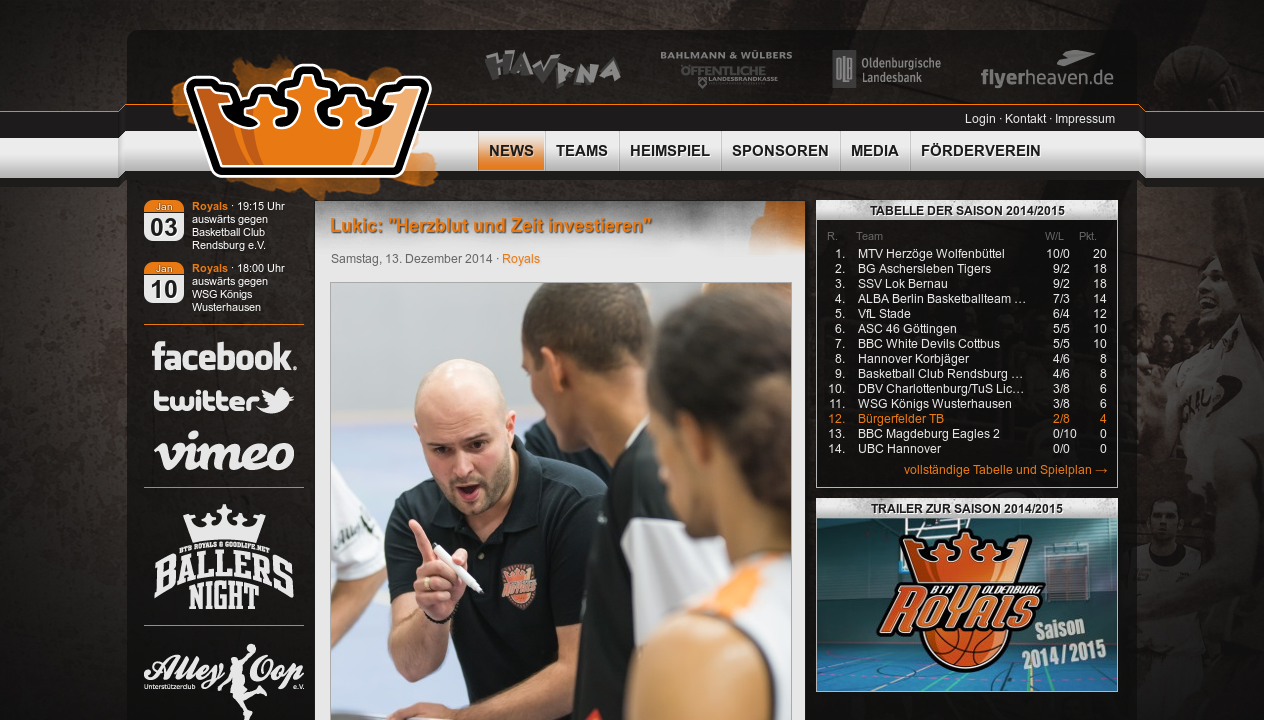 HAVANA
BAHLMANN & WÜLBERS
ÖFFENTLICHE
LANDESBRANDKASSE
OLB
Oldenburgische
Landesbank
flyerheaven.de
Login · Kontakt · Impressum
NEWS
TEAMS
HEIMSPIEL
SPONSOREN
MEDIA
FÖRDERVEREIN
Jan
03
Royals · 19:15 Uhr
auswärts gegen
Basketball Club
Rendsburg e.V.
Jan
10
Royals · 18:00 Uhr
auswärts gegen
WSG Königs
Wusterhausen
facebook.
twitter
vimeo
BTB ROYALS & GOODLIFE.NET
BALLERS
NIGHT
Alley Oop
Unterstützerclub e.V.
Lukic: "Herzblut und Zeit investieren"
Samstag, 13. Dezember 2014 · Royals
ROYALS
TABELLE DER SAISON 2014/2015
R. Team W/L Pkt.
1. MTV Herzöge Wolfenbüttel 10/0 20
2. BG Aschersleben Tigers 9/2 18
3. SSV Lok Bernau 9/2 18
4. ALBA Berlin Basketballteam ... 7/3 14
5. VfL Stade 6/4 12
6. ASC 46 Göttingen 5/5 10
7. BBC White Devils Cottbus 5/5 10
8. Hannover Korbjäger 4/6 8
9. Basketball Club Rendsburg ... 4/6 8
10. DBV Charlottenburg/TuS Lic... 3/8 6
11. WSG Königs Wusterhausen 3/8 6
12. Bürgerfelder TB 2/8 4
13. BBC Magdeburg Eagles 2 0/10 0
14. UBC Hannover 0/0 0
vollständige Tabelle und Spielplan →
TRAILER ZUR SAISON 2014/2015
BTB OLDENBURG
ROYALS
Saison
2014/2015